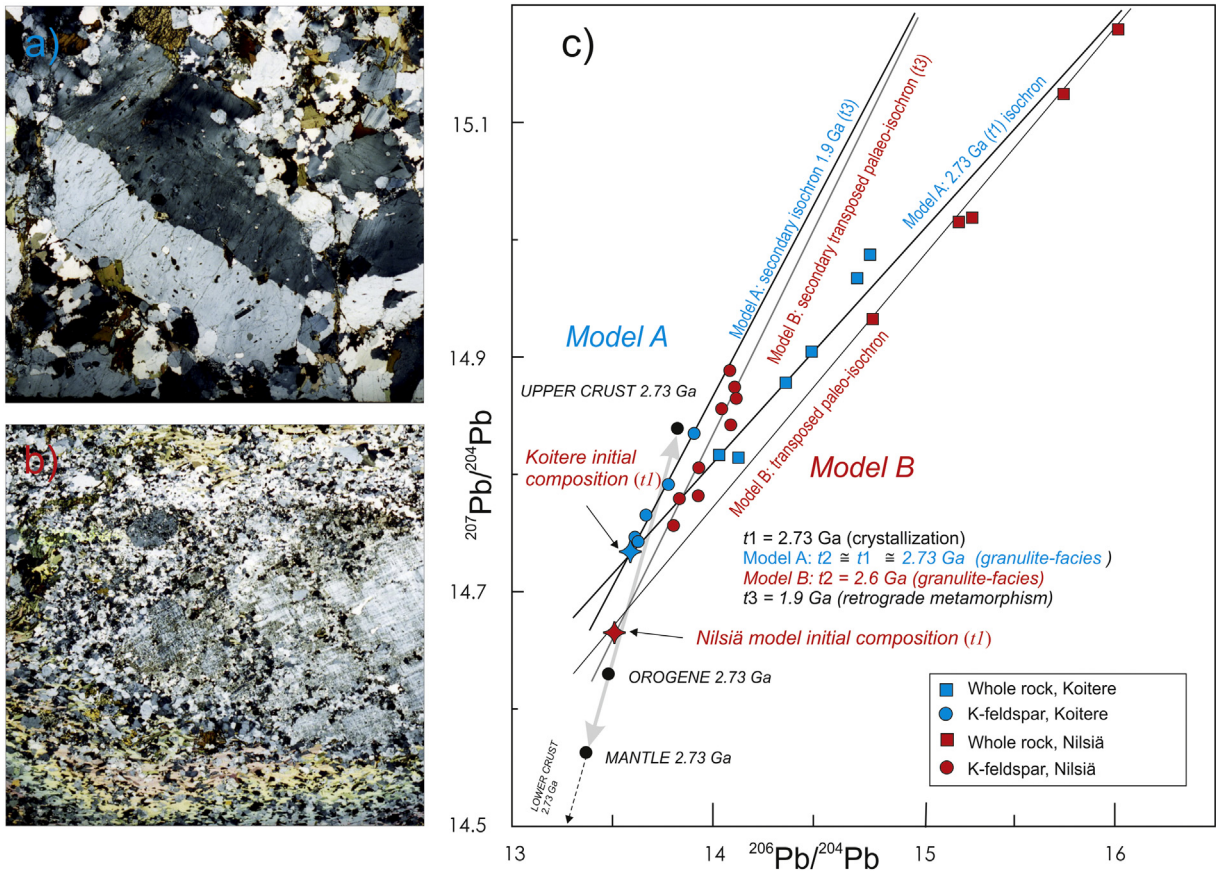 a)
b)
c)
15.1
14.9
14.7
14.5
207Pb/204Pb
13
14
15
16
206Pb/204Pb
Model A: secondary isochron 1.9 Ga (t3)
Model B: secondary transposed palaeo-isochron (t3)
Model A: 2.73 Ga (t1) isochron
Model B: transposed paleo-isochron
Model A
Model B
UPPER CRUST 2.73 Ga
Koitere initial
composition (t1)
t1 = 2.73 Ga (crystallization)
Model A: t2 ≅ t1 ≅ 2.73 Ga (granulite-facies )
Model B: t2 = 2.6 Ga (granulite-facies)
t3 = 1.9 Ga (retrograde metamorphism)
Nilsiä model initial composition (t1)
OROGENE 2.73 Ga
MANTLE 2.73 Ga
LOWER CRUST
2.73 Ga
Whole rock, Koitere
K-feldspar, Koitere
Whole rock, Nilsiä
K-feldspar, Nilsiä